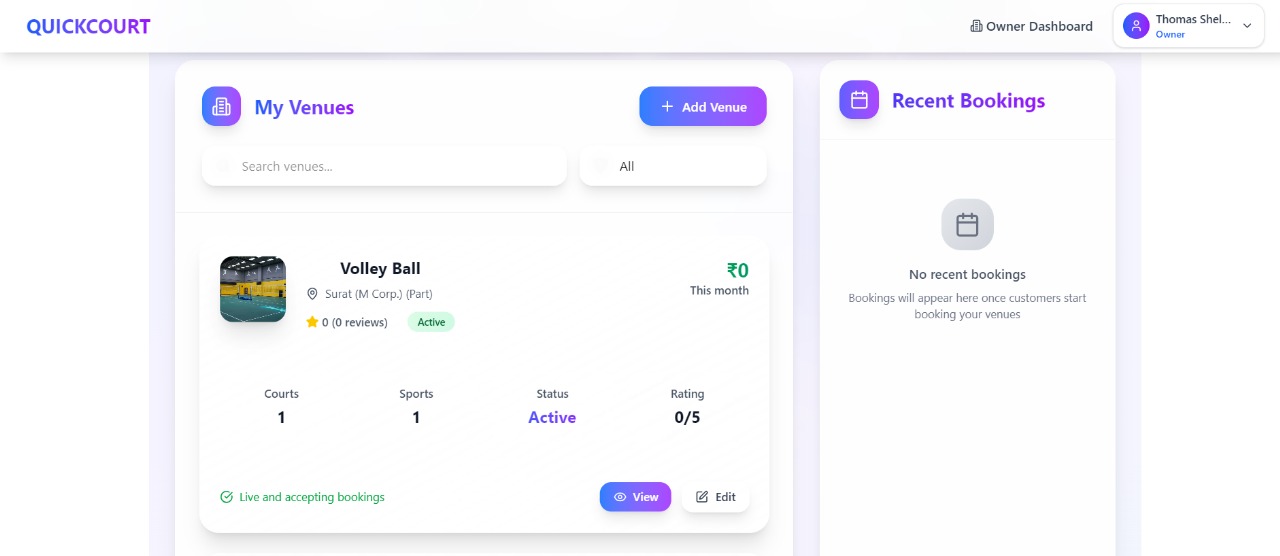 QUICKCOURT
Owner Dashboard
Thomas Shel...
Owner
My Venues
Add Venue
Search venues...
All
Volley Ball
Surat (M Corp.) (Part)
0 (0 reviews)
Active
₹0
This month
Courts
1
Sports
1
Status
Active
Rating
0/5
Live and accepting bookings
View
Edit
Recent Bookings
No recent bookings
Bookings will appear here once customers start
booking your venues